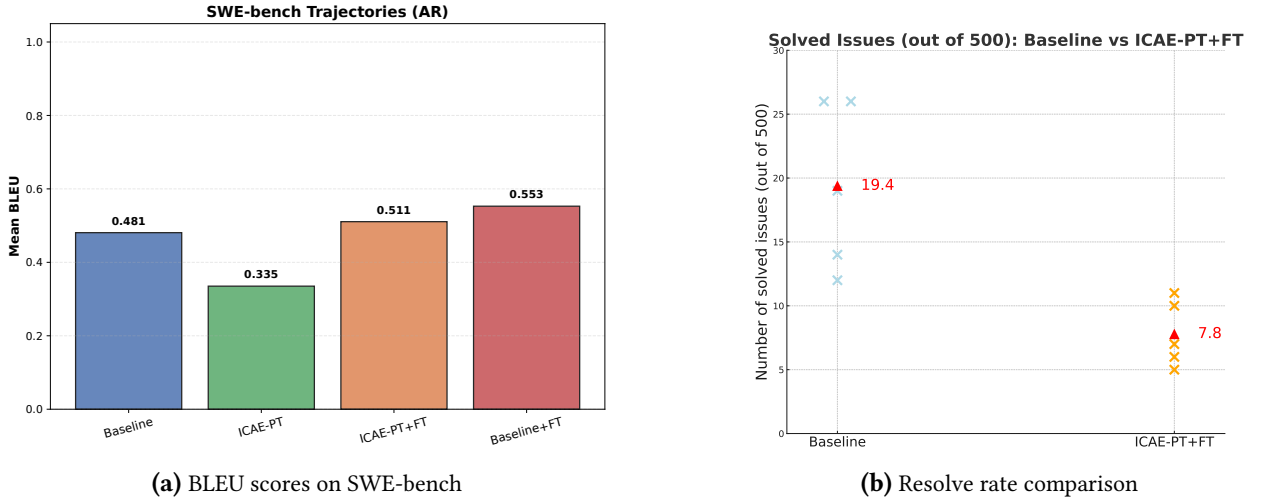 SWE-bench Trajectories (AR)
Mean BLEU
1.0
0.8
0.6
0.4
0.2
0.0
0.481
0.335
0.511
0.553
Baseline
ICAE-PT
ICAE-PT+FT
Baseline+FT
(a) BLEU scores on SWE-bench
Solved Issues (out of 500): Baseline vs ICAE-PT+FT
Number of solved issues (out of 500)
30
25
20
15
10
5
0
19.4
7.8
Baseline
ICAE-PT+FT
(b) Resolve rate comparison